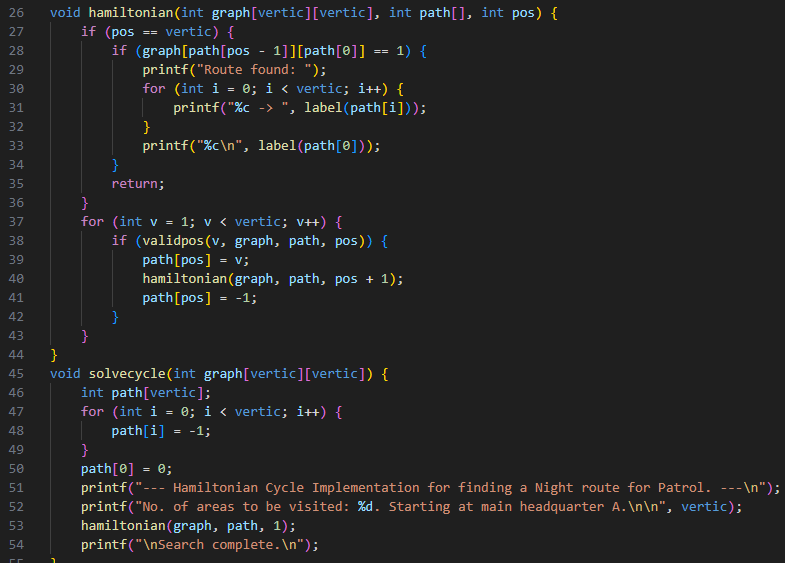 26 void hamiltonian(int graph[vertic][vertic], int path[], int pos) {
27     if (pos == vertic) {
28         if (graph[path[pos - 1]][path[0]] == 1) {
29             printf("Route found: ");
30             for (int i = 0; i < vertic; i++) {
31                 printf("%c -> ", label(path[i]));
32             }
33             printf("%c\n", label(path[0]));
34         }
35         return;
36     }
37     for (int v = 1; v < vertic; v++) {
38         if (validpos(v, graph, path, pos)) {
39             path[pos] = v;
40             hamiltonian(graph, path, pos + 1);
41             path[pos] = -1;
42         }
43     }
44 }
45 void solvecycle(int graph[vertic][vertic]) {
46     int path[vertic];
47     for (int i = 0; i < vertic; i++) {
48         path[i] = -1;
49     }
50     path[0] = 0;
51     printf("--- Hamiltonian Cycle Implementation for finding a Night route for Patrol. ---\n");
52     printf("No. of areas to be visited: %d. Starting at main headquarter A.\n\n", vertic);
53     hamiltonian(graph, path, 1);
54     printf("\nSearch complete.\n");
55 }